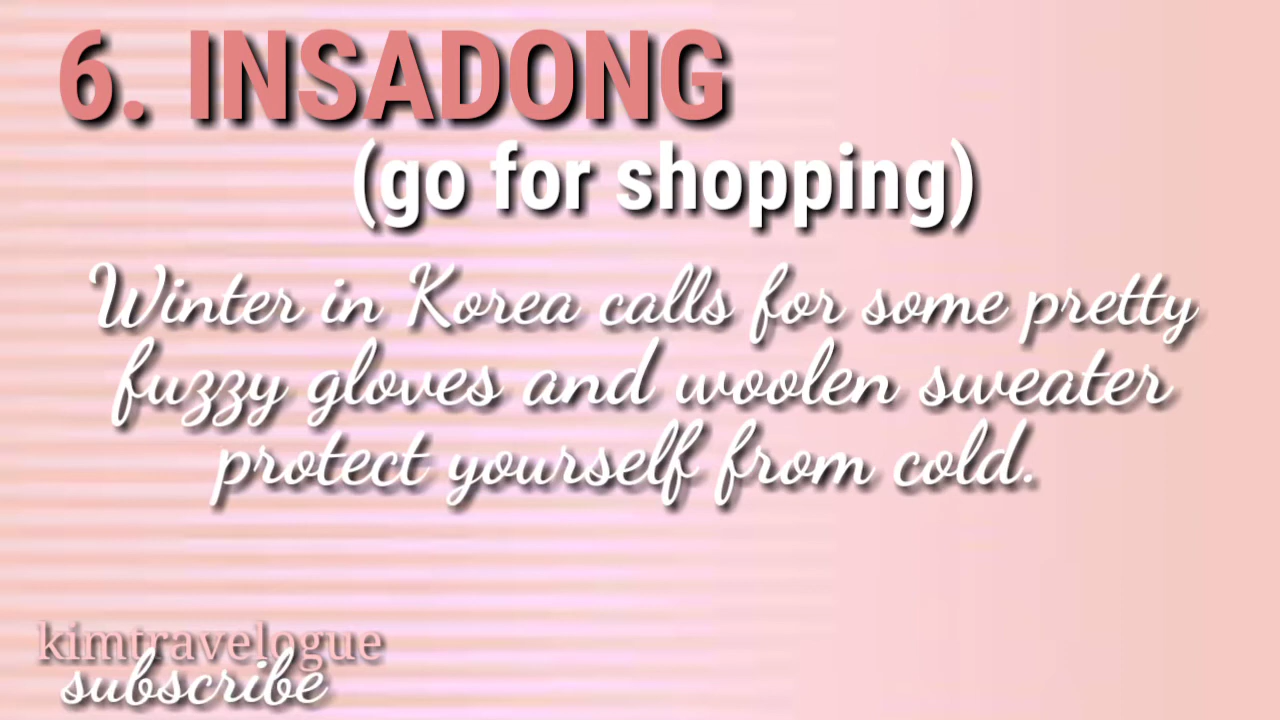 6. INSADONG
(go for shopping)
Winter in Korea calls for some pretty
fuzzy gloves and woolen sweater
protect yourself from cold.
kimtravelogue
subscribe